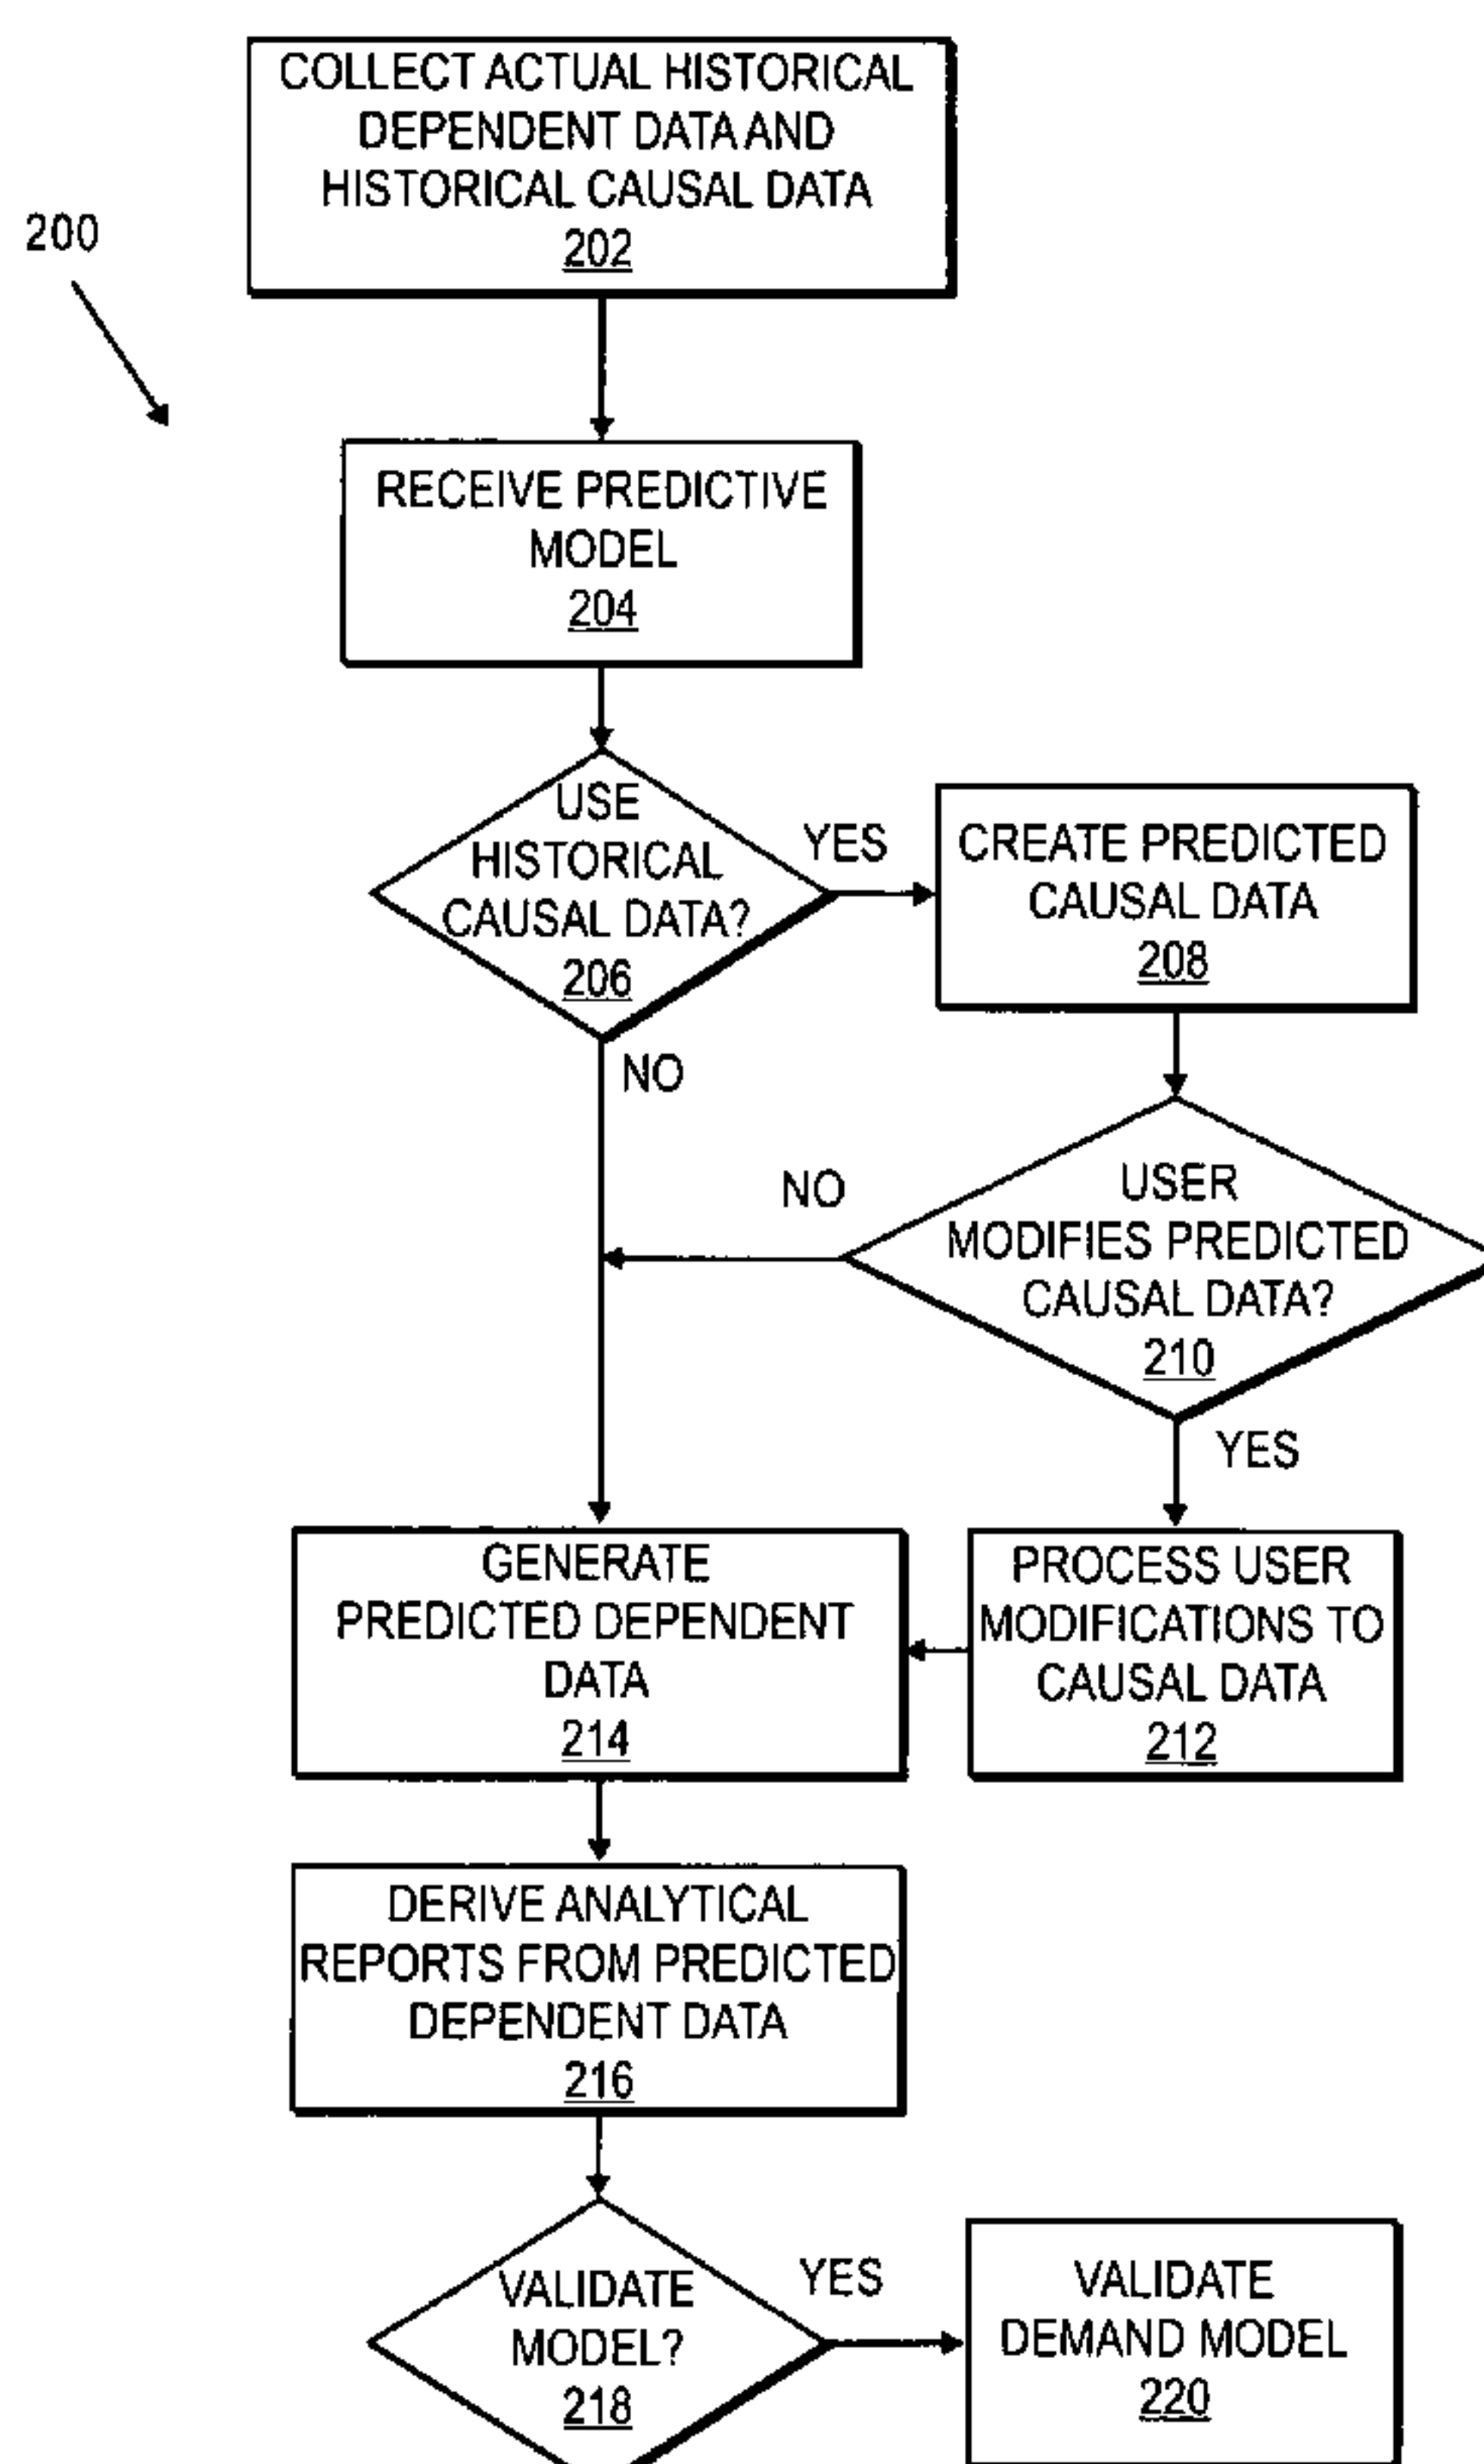 200
COLLECT ACTUAL HISTORICAL
DEPENDENT DATA AND
HISTORICAL CAUSAL DATA
202
RECEIVE PREDICTIVE
MODEL
204
USE
HISTORICAL
CAUSAL DATA?
206
YES
NO
CREATE PREDICTED
CAUSAL DATA
208
USER
MODIFIES PREDICTED
CAUSAL DATA?
210
NO
YES
PROCESS USER
MODIFICATIONS TO
CAUSAL DATA
212
GENERATE
PREDICTED DEPENDENT
DATA
214
DERIVE ANALYTICAL
REPORTS FROM PREDICTED
DEPENDENT DATA
216
VALIDATE
MODEL?
218
YES
VALIDATE
DEMAND MODEL
220